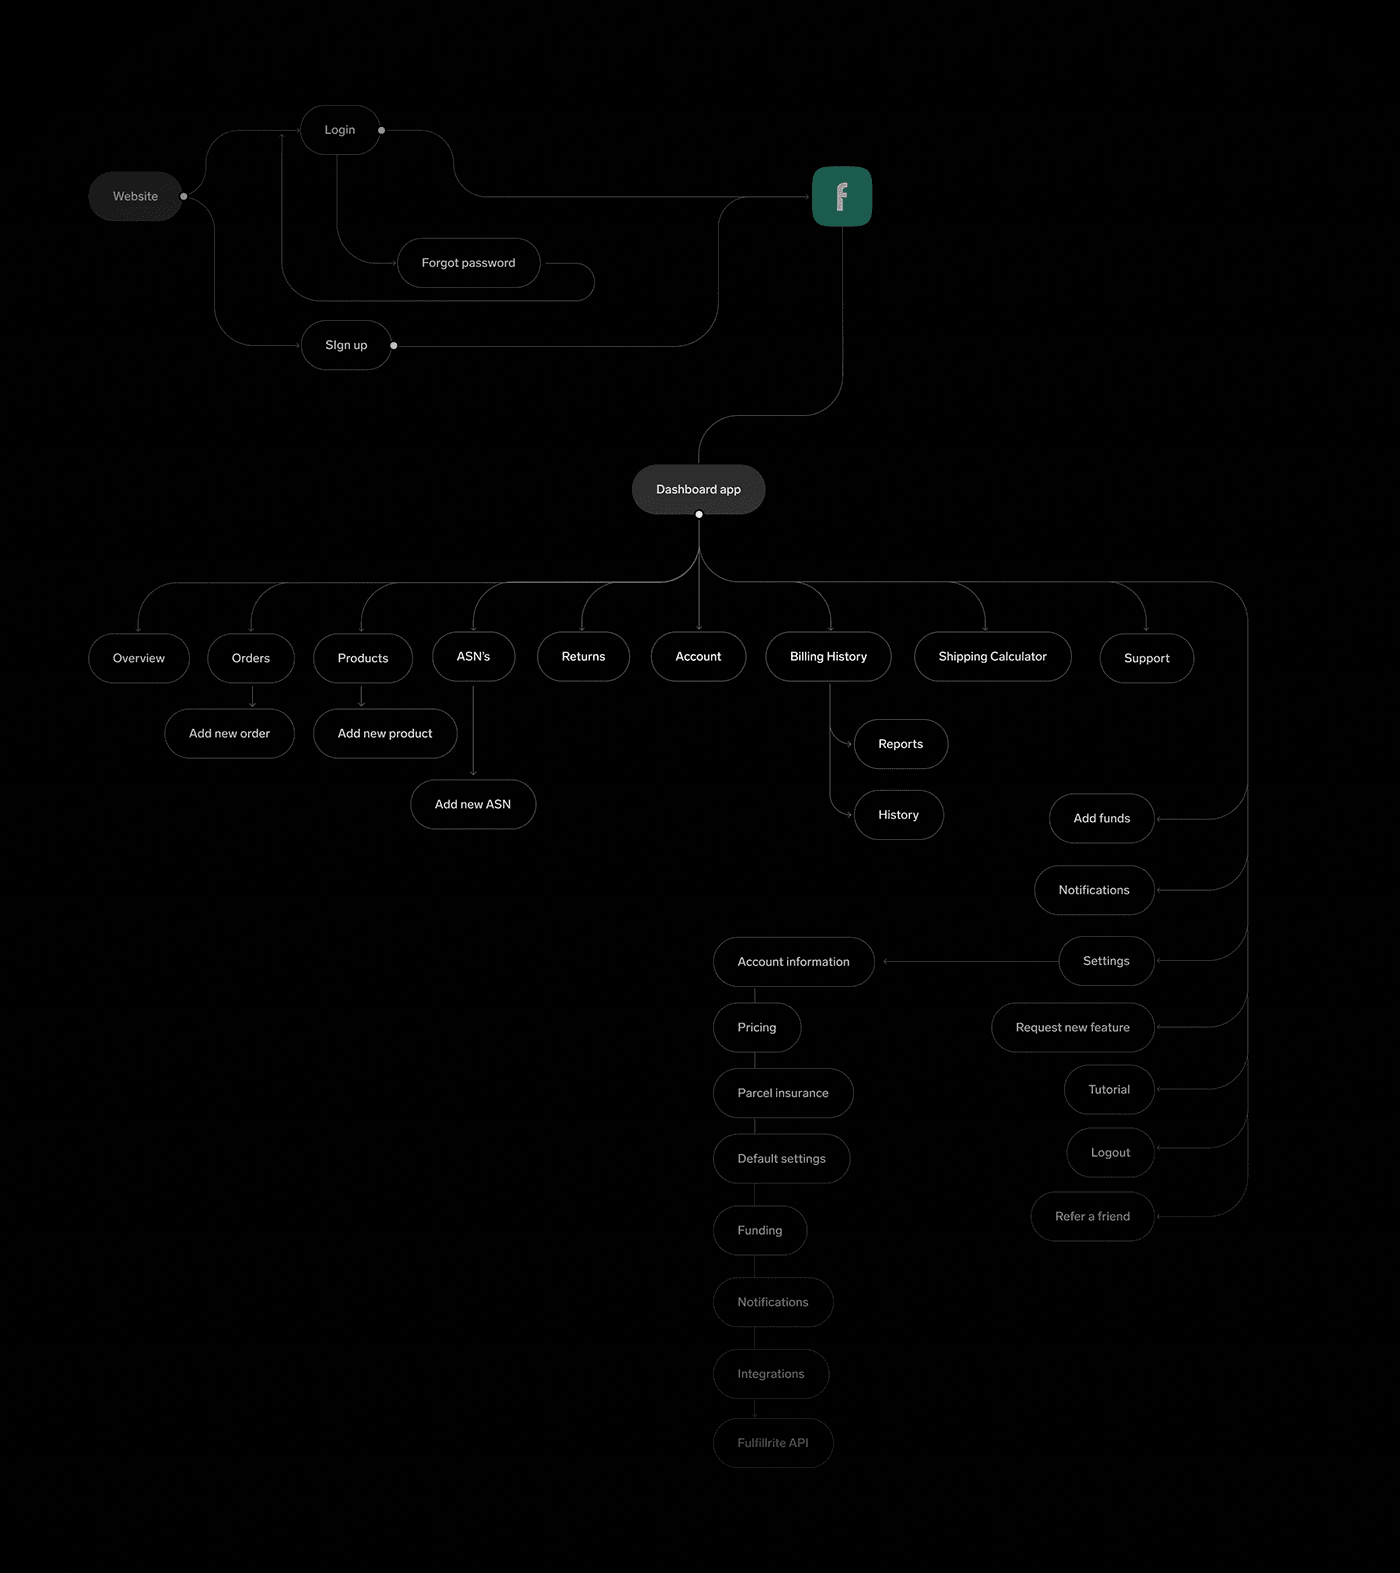 Login
Website
f
Forgot password
SIgn up
Dashboard app
Overview
Orders
Products
ASN's
Returns
Account
Billing History
Shipping Calculator
Support
Add new order
Add new product
Reports
Add new ASN
History
Add funds
Notifications
Account information
Settings
Pricing
Request new feature
Parcel insurance
Tutorial
Default settings
Logout
Funding
Refer a friend
Notifications
Integrations
Fulfillrite API